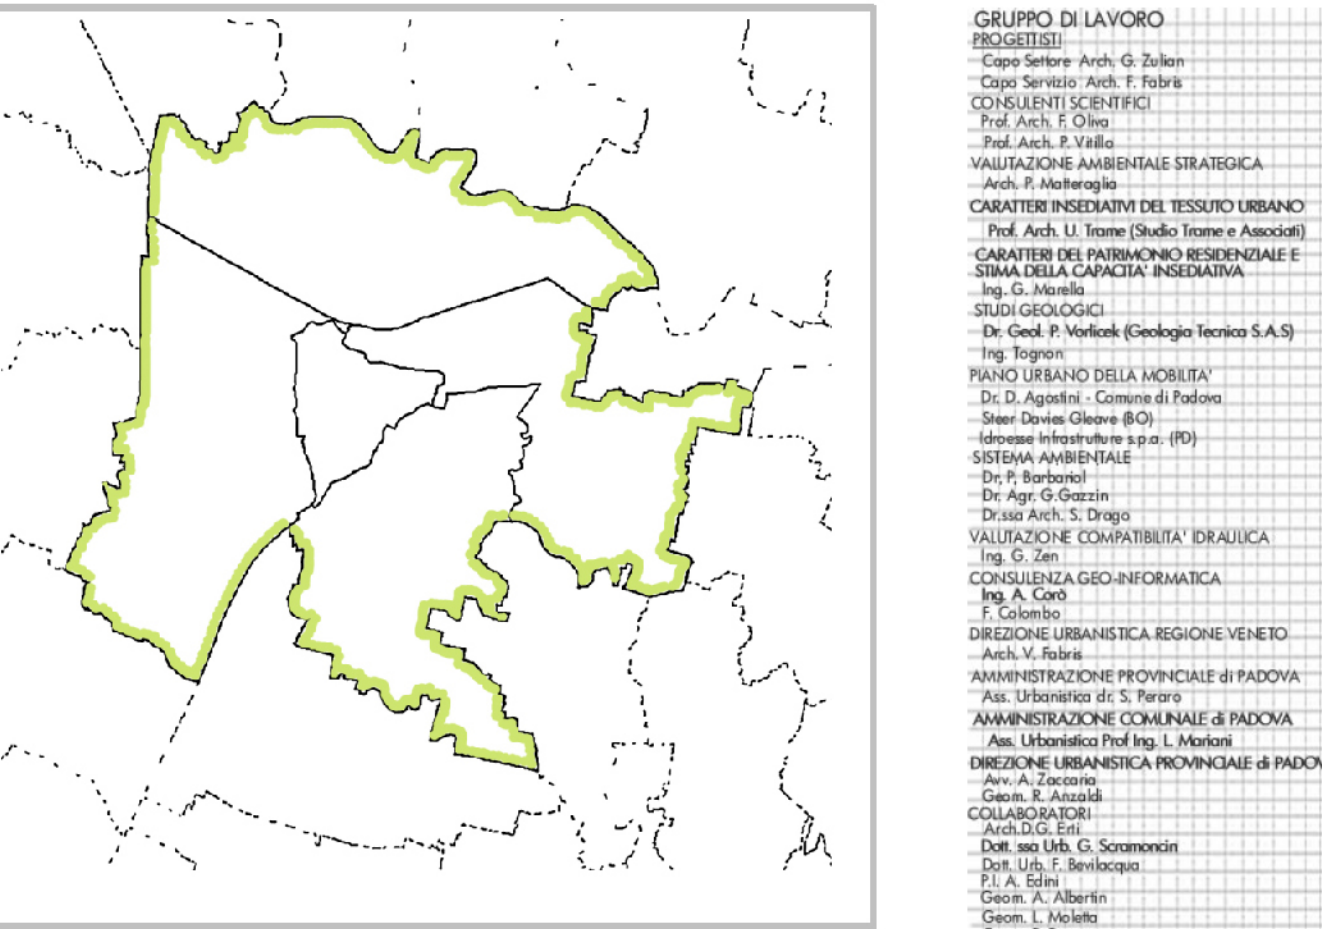 GRUPPO DI LAVORO
PROGETTISTI
Capo Settore Arch. G. Zulian
Capo Servizio Arch. F. Fabris
CONSULENTI SCIENTIFICI
Prof. Arch. F. Oliva
Prof. Arch. P. Vitillo
VALUTAZIONE AMBIENTALE STRATEGICA
Arch. P. Matteraglia
CARATTERI INSEDIATIVI DEL TESSUTO URBANO
Prof. Arch. U. Trame (Studio Trame e Associati)
CARATTERI DEL PATRIMONIO RESIDENZIALE E
STIMA DELLA CAPACITA' INSEDIATIVA
Ing. G. Marella
STUDI GEOLOGICI
Dr. Geol. P. Vorlicek (Geologia Tecnica S.A.S)
Ing. Tognon
PIANO URBANO DELLA MOBILITA'
Dr. D. Agostini - Comune di Padova
Steer Davies Gleave (BO)
Idroesse Infrastrutture s.p.a. (PD)
SISTEMA AMBIENTALE
Dr, P, Barbariol
Dr. Agr. G.Gazzin
Dr.ssa Arch. S. Drago
VALUTAZIONE COMPATIBILITA' IDRAULICA
Ing. G. Zen
CONSULENZA GEO-INFORMATICA
Ing. A. Corò
F. Colombo
DIREZIONE URBANISTICA REGIONE VENETO
Arch. V. Fabris
AMMINISTRAZIONE PROVINCIALE di PADOVA
Ass. Urbanistica dr. S. Peraro
AMMINISTRAZIONE COMUNALE di PADOVA
Ass. Urbanistica Prof Ing. L. Mariani
DIREZIONE URBANISTICA PROVINCIALE di PADOV
Avv. A. Zaccaria
Geom. R. Anzaldi
COLLABORATORI
Arch.D.G. Erti
Dott. ssa Urb. G. Scramoncin
Dott. Urb. F. Bevilacqua
P.I. A. Edini
Geom. A. Albertin
Geom. L. Moletta